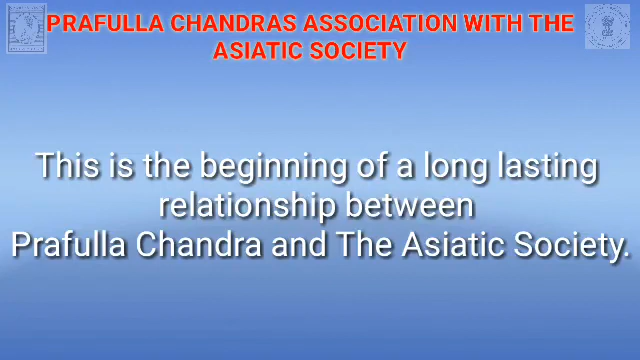 PRAFULLA CHANDRAS ASSOCIATION WITH THE
ASIATIC SOCIETY
This is the beginning of a long lasting
relationship between
Prafulla Chandra and The Asiatic Society.